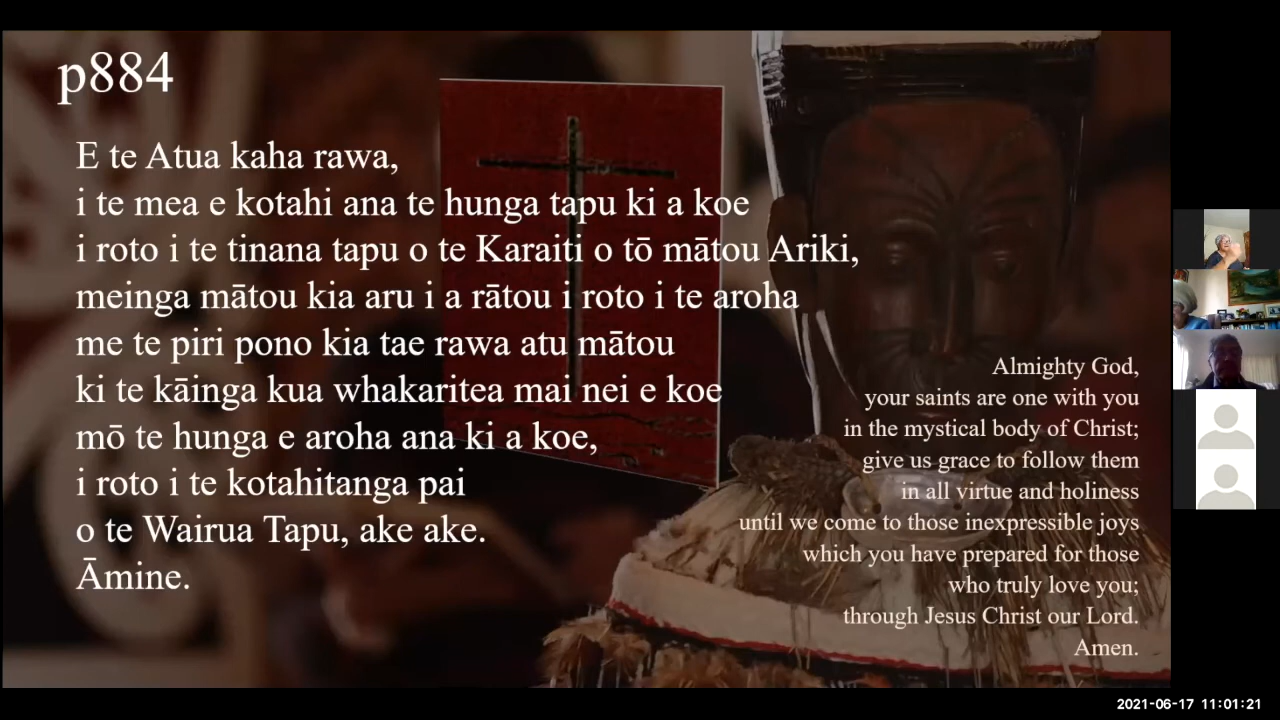 p884
E te Atua kaha rawa,
i te mea e kotahi ana te hunga tapu ki a koe
i roto i te tinana tapu o te Karaiti o tō mātou Ariki,
meinga mātou kia aru i a rātou i roto i te aroha
me te piri pono kia tae rawa atu mātou
ki te kāinga kua whakaritea mai nei e koe
mō te hunga e aroha ana ki a koe,
i roto i te kotahitanga pai
o te Wairua Tapu, ake ake.
Āmine.
Almighty God,
your saints are one with you
in the mystical body of Christ;
give us grace to follow them
in all virtue and holiness
until we come to those inexpressible joys
which you have prepared for those
who truly love you;
through Jesus Christ our Lord.
Amen.
2021-06-17 11:01:21